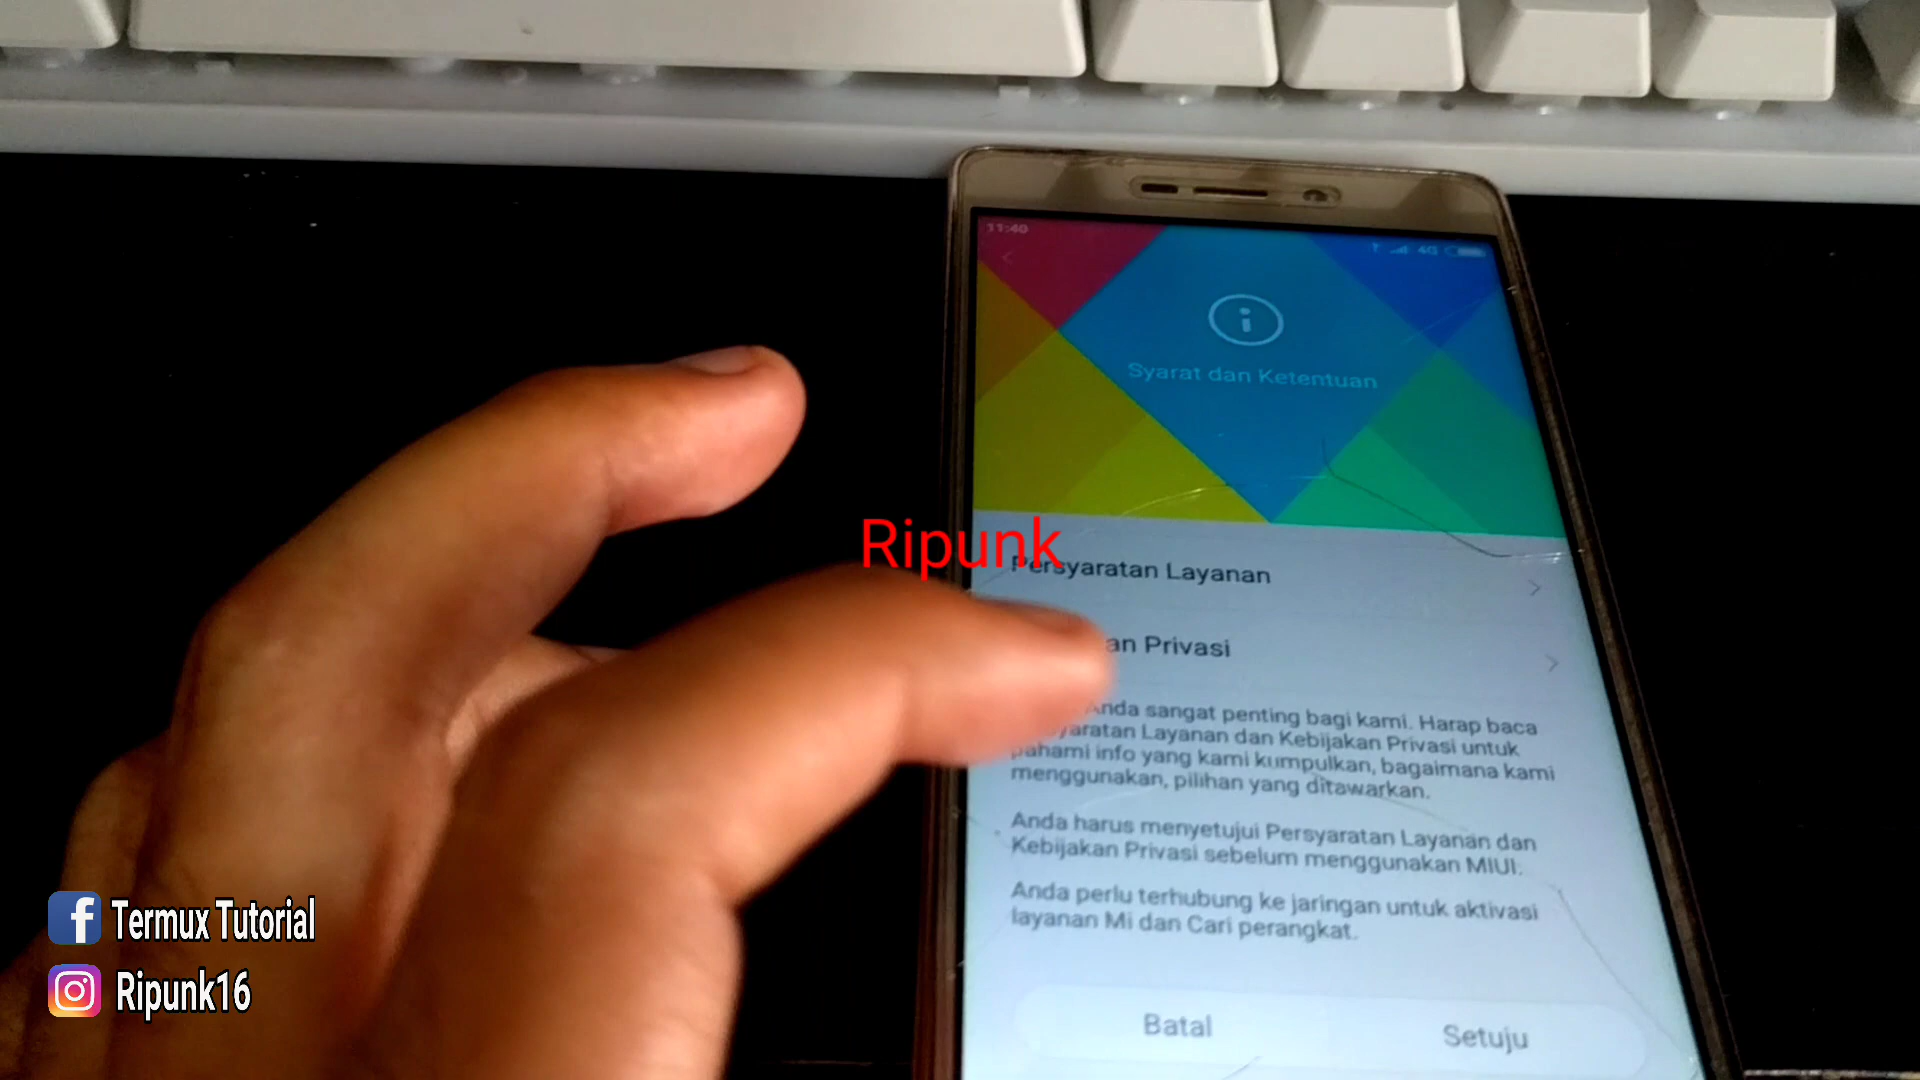 11:40
4G
Syarat dan Ketentuan
Ripunk
Persyaratan Layanan
an Privasi
Anda sangat penting bagi kami. Harap baca
yaratan Layanan dan Kebijakan Privasi untuk
pahami info yang kami kumpulkan, bagaimana kami
menggunakan, pilihan yang ditawarkan.
Anda harus menyetujui Persyaratan Layanan dan
Kebijakan Privasi sebelum menggunakan MIUI.
Anda perlu terhubung ke jaringan untuk aktivasi
layanan Mi dan Cari perangkat.
Batal
Setuju
Termux Tutorial
Ripunk16